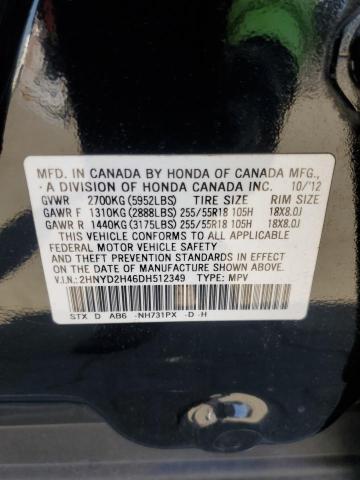 MFD. IN CANADA BY HONDA OF CANADA MFG.,
A DIVISION OF HONDA CANADA INC. 10/'12
GVWR 2700KG(5952LBS) TIRE SIZE RIM SIZE
GAWR F 1310KG(2888LBS) 255/55R18 105H 18X8.0J
GAWR R 1440KG(3175LBS) 255/55R18 105H 18X8.0J
THIS VEHICLE CONFORMS TO ALL APPLICABLE
FEDERAL MOTOR VEHICLE SAFETY
AND THEFT PREVENTION STANDARDS IN EFFECT
ON THE DATE OF MANUFACTURE SHOWN ABOVE.
V.I.N.: 2HNYD2H46DH512349 TYPE: MPV
STX D AB6 -NH731PX -D -H